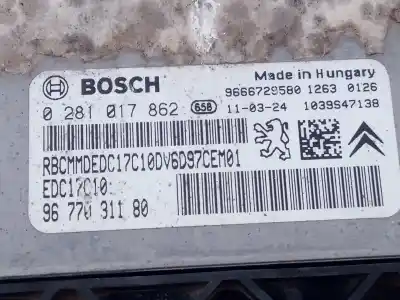 BOSCH
Made in Hungary
9666729580 1263 0126
0 281 017 862 65B 11-03-24 1039S47138
RBCMMDEDC17C10DV6D97CEM01
EDC17C10
96 770 311 80